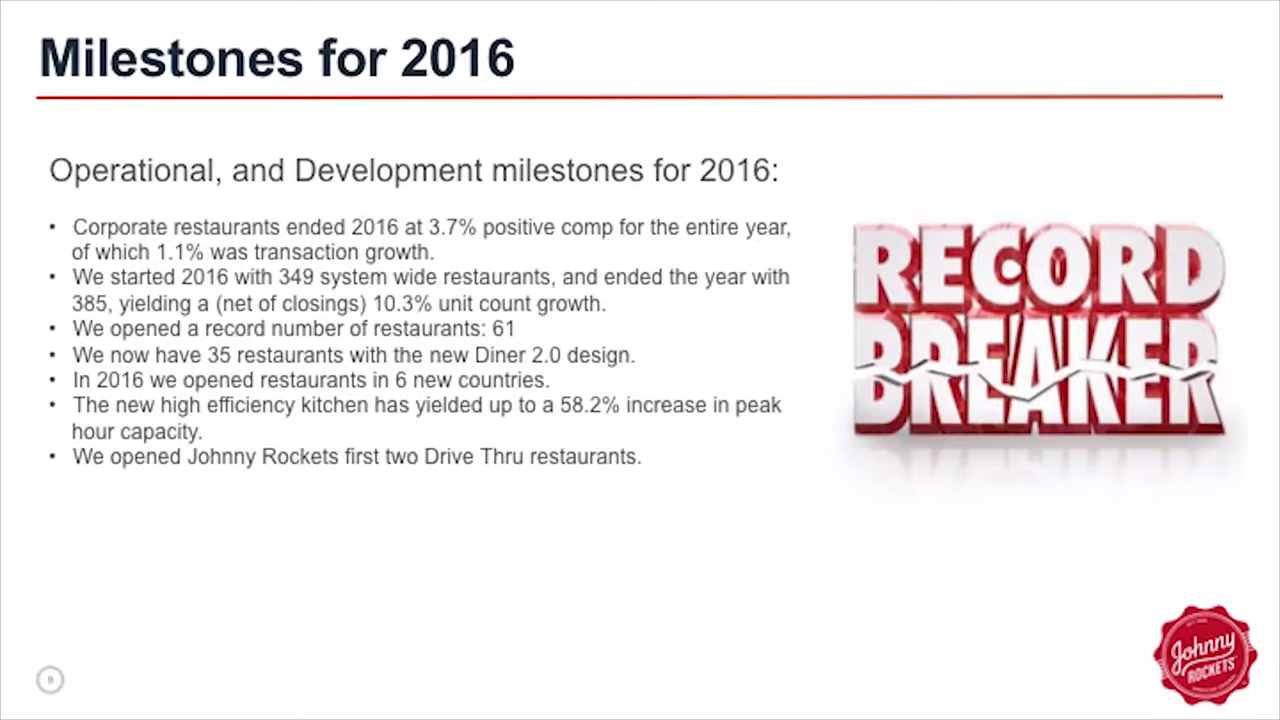 Milestones for 2016
Operational, and Development milestones for 2016:
• Corporate restaurants ended 2016 at 3.7% positive comp for the entire year,
of which 1.1% was transaction growth.
• We started 2016 with 349 system wide restaurants, and ended the year with
385, yielding a (net of closings) 10.3% unit count growth.
• We opened a record number of restaurants: 61
• We now have 35 restaurants with the new Diner 2.0 design.
• In 2016 we opened restaurants in 6 new countries.
• The new high efficiency kitchen has yielded up to a 58.2% increase in peak
hour capacity.
• We opened Johnny Rockets first two Drive Thru restaurants.
RECORD
BREAKER
9
Johnny
ROCKETS